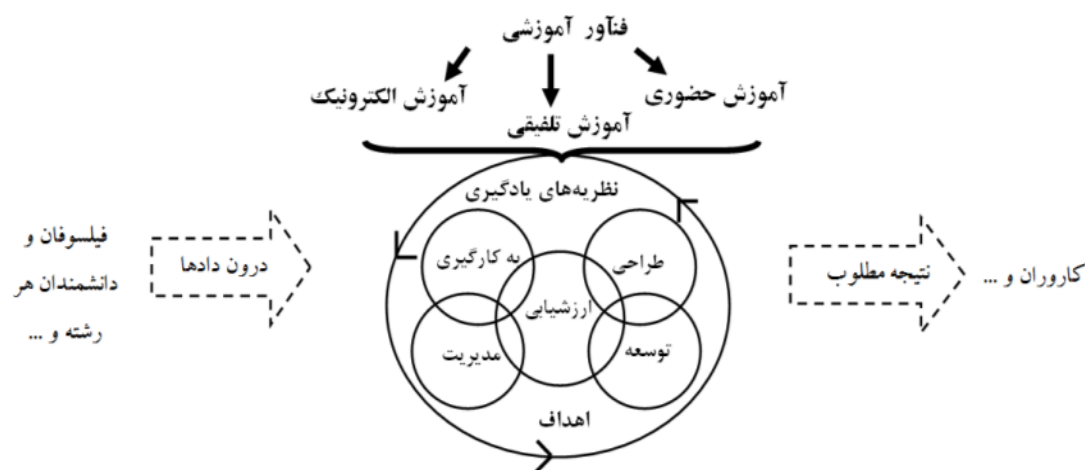 فنآور آموزشی
آموزش حضوری
آموزش الکترونیک
آموزش تلفیقی
نظریه‌های یادگیری
طراحی
به کارگیری
ارزشیابی
توسعه
مدیریت
اهداف
فیلسوفان و
دانشمندان هر
رشته و ...
درون دادها
نتیجه مطلوب
کاروران و ...